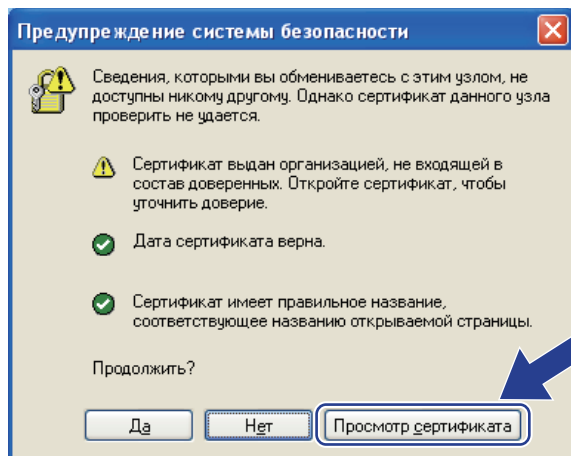 Предупреждение системы безопасности
Сведения, которыми вы обмениваетесь с этим узлом, не
доступны никому другому. Однако сертификат данного узла
проверить не удается.
Сертификат выдан организацией, не входящей в
состав доверенных. Откройте сертификат, чтобы
уточнить доверие.
Дата сертификата верна.
Сертификат имеет правильное название,
соответствующее названию открываемой страницы.
Продолжить?
Да Нет Просмотр сертификата